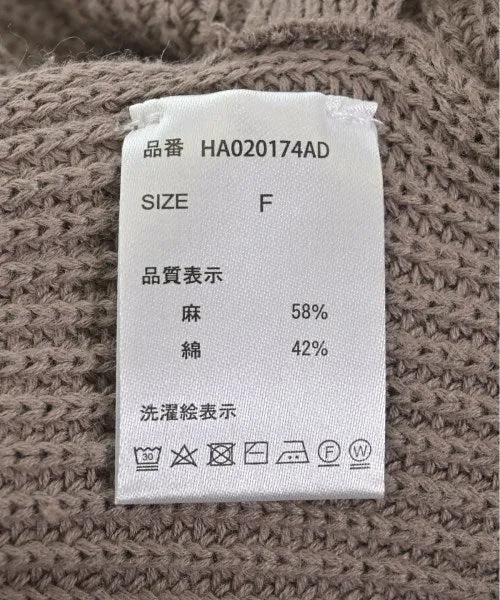 品番 HA020174AD
SIZE F
品質表示
麻 58%
綿 42%
洗濯絵表示
30 F W